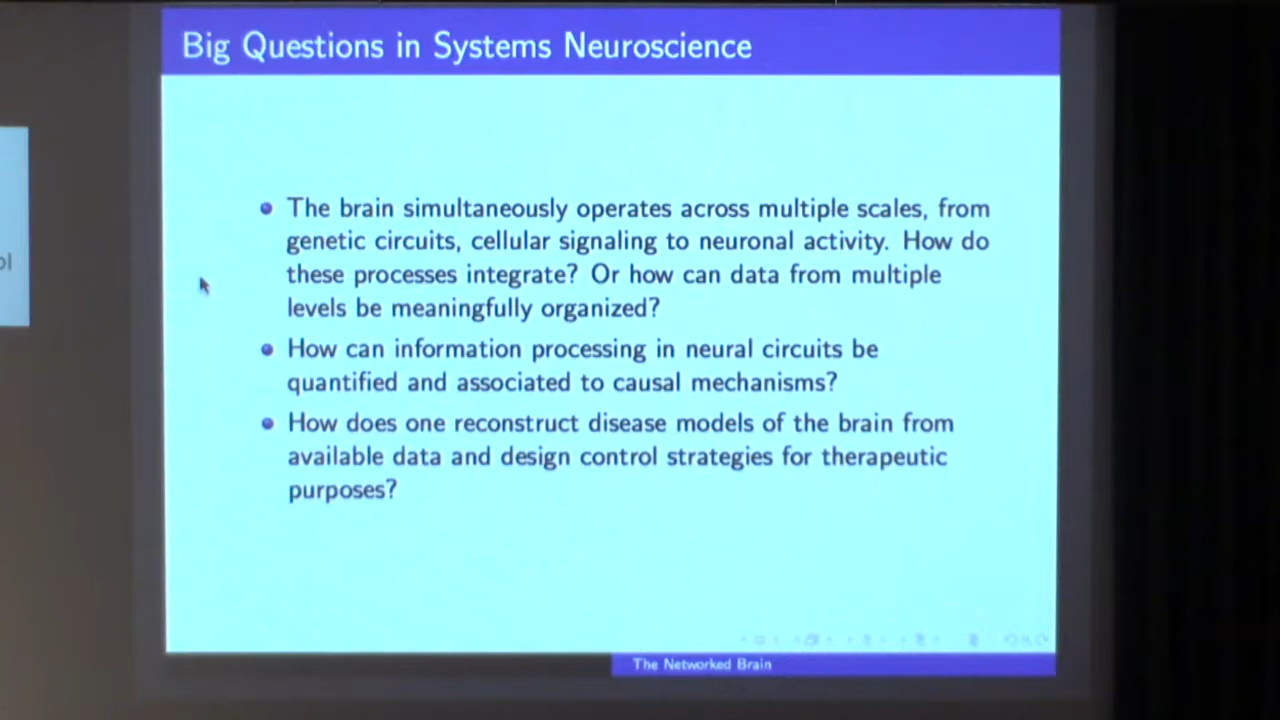 Big Questions in Systems Neuroscience
The brain simultaneously operates across multiple scales, from
genetic circuits, cellular signaling to neuronal activity. How do
these processes integrate? Or how can data from multiple
levels be meaningfully organized?
How can information processing in neural circuits be
quantified and associated to causal mechanisms?
How does one reconstruct disease models of the brain from
available data and design control strategies for therapeutic
purposes?
The Networked Brain